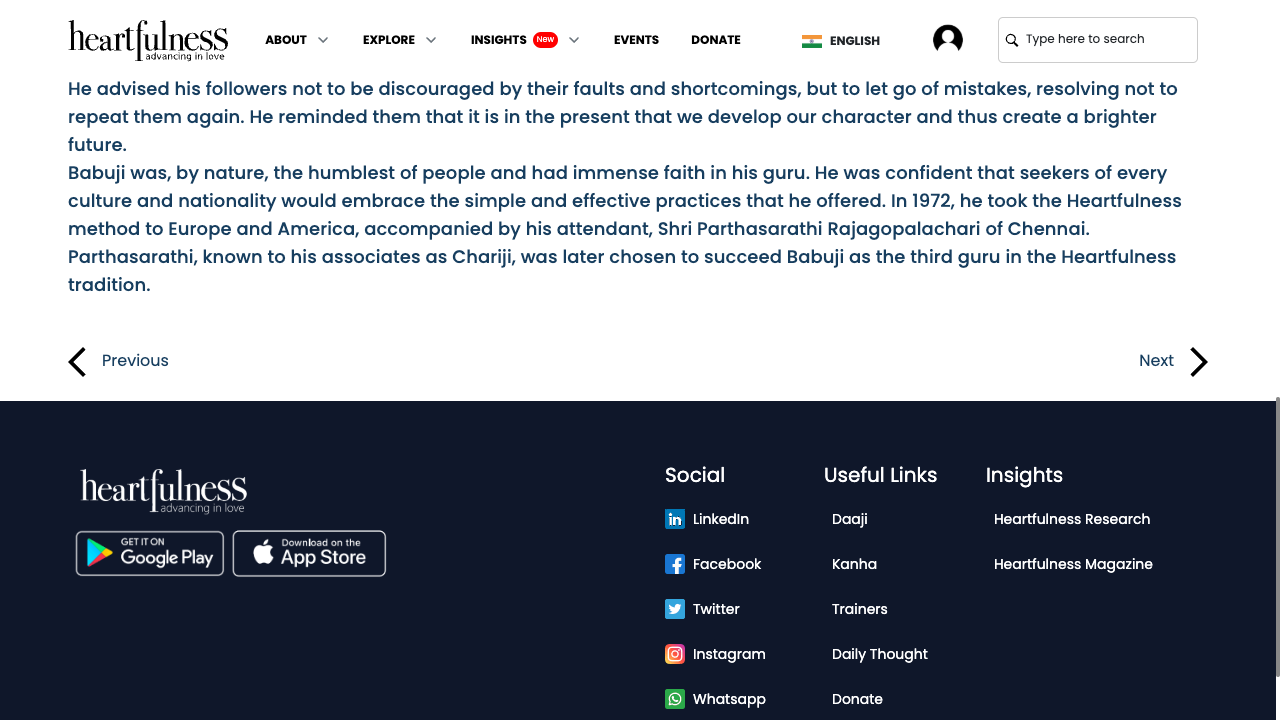 heartfulness
advancing in love
ABOUT
EXPLORE
INSIGHTS New
EVENTS
DONATE
ENGLISH
Type here to search
He advised his followers not to be discouraged by their faults and shortcomings, but to let go of mistakes, resolving not to
repeat them again. He reminded them that it is in the present that we develop our character and thus create a brighter
future.
Babuji was, by nature, the humblest of people and had immense faith in his guru. He was confident that seekers of every
culture and nationality would embrace the simple and effective practices that he offered. In 1972, he took the Heartfulness
method to Europe and America, accompanied by his attendant, Shri Parthasarathi Rajagopalachari of Chennai.
Parthasarathi, known to his associates as Chariji, was later chosen to succeed Babuji as the third guru in the Heartfulness
tradition.
Previous
Next
heartfulness
advancing in love
GET IT ON
Google Play
Download on the
App Store
Social
LinkedIn
Facebook
Twitter
Instagram
Whatsapp
Useful Links
Daaji
Kanha
Trainers
Daily Thought
Donate
Insights
Heartfulness Research
Heartfulness Magazine